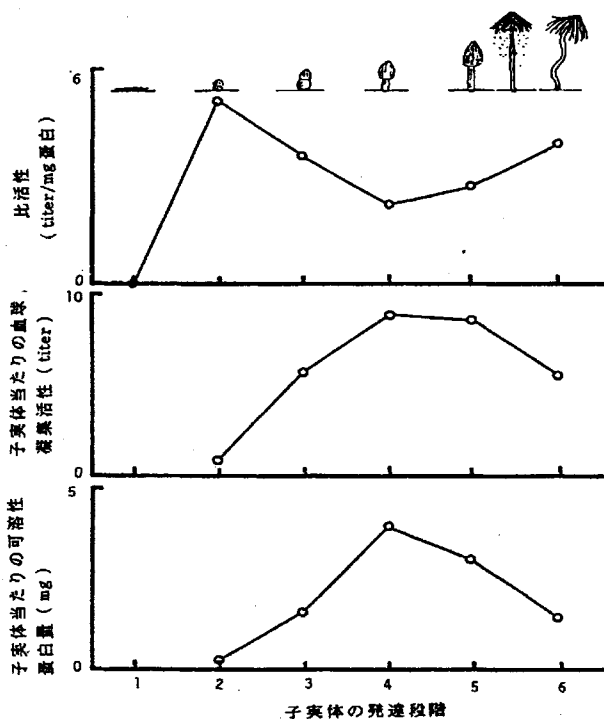 6
比活性
(titer/mg蛋白)
0
10
子実体当たりの血球,
凝集活性(titer)
0
5
子実体当たりの可溶性
蛋白量(mg)
0
1 2 3 4 5 6
子実体の発達段階